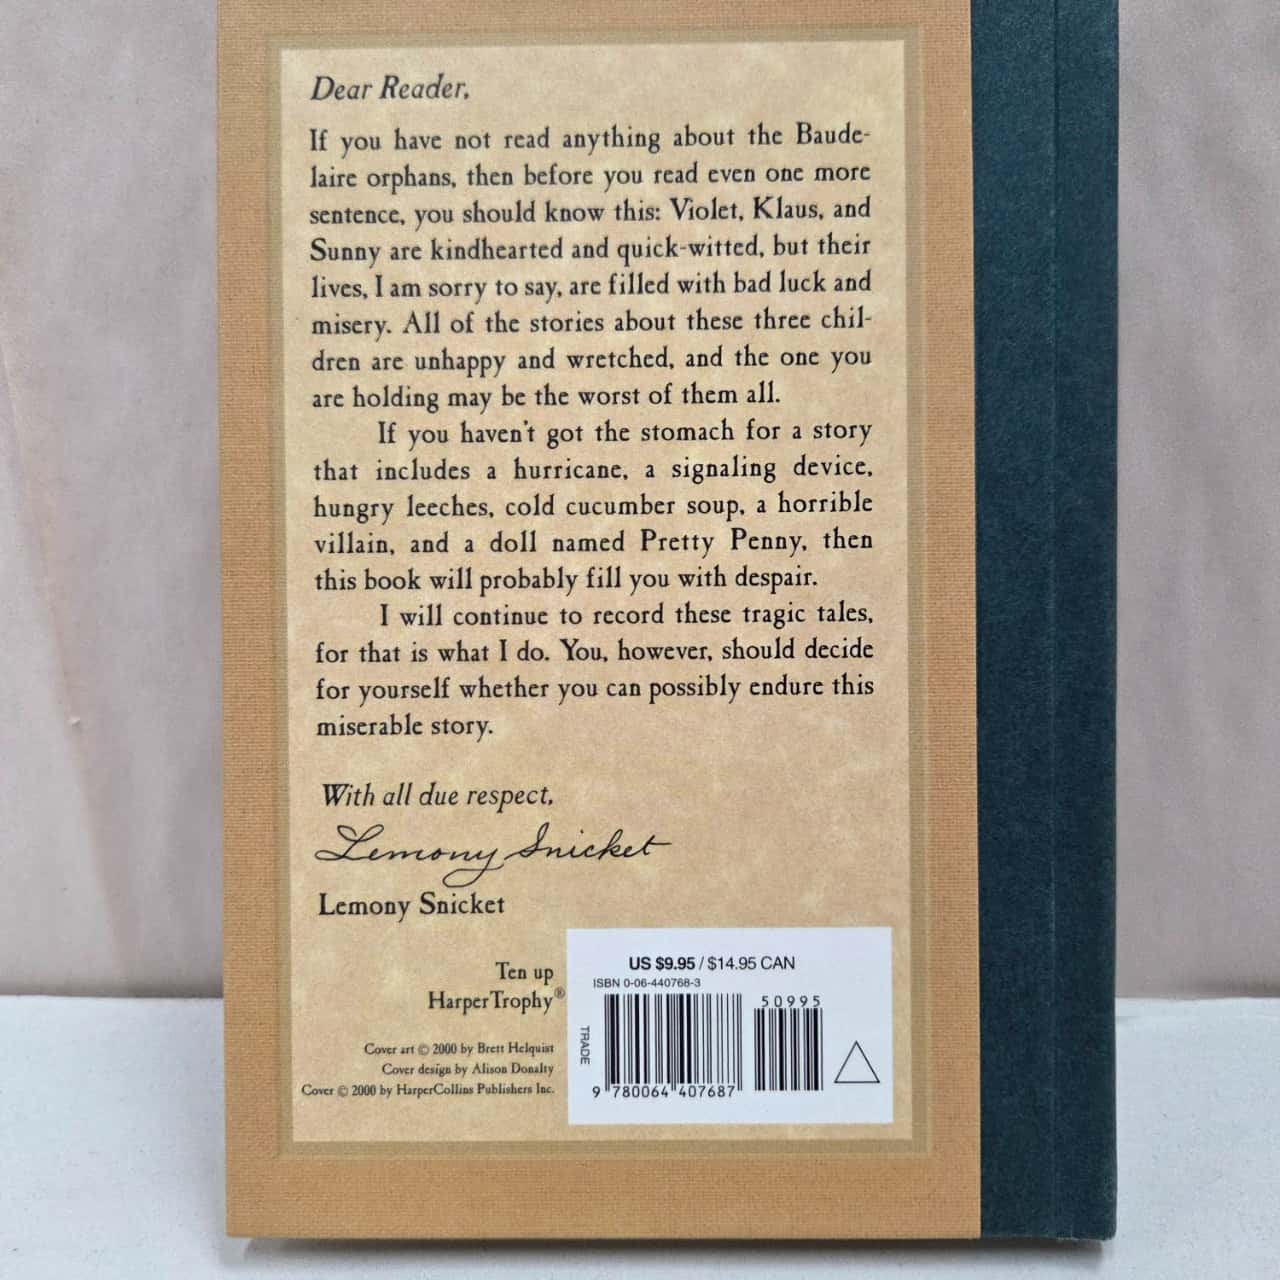 Dear Reader,
If you have not read anything about the Baude-
laire orphans, then before you read even one more
sentence, you should know this: Violet, Klaus, and
Sunny are kindhearted and quick-witted, but their
lives, I am sorry to say, are filled with bad luck and
misery. All of the stories about these three chil-
dren are unhappy and wretched, and the one you
are holding may be the worst of them all.
If you haven't got the stomach for a story
that includes a hurricane, a signaling device,
hungry leeches, cold cucumber soup, a horrible
villain, and a doll named Pretty Penny, then
this book will probably fill you with despair.
I will continue to record these tragic tales,
for that is what I do. You, however, should decide
for yourself whether you can possibly endure this
miserable story.
With all due respect,
Lemony Snicket
Lemony Snicket
Ten up
HarperTrophy®
Cover art © 2000 by Brett Helquist
Cover design by Alison Donalty
Cover © 2000 by HarperCollins Publishers Inc.
US $9.95 / $14.95 CAN
ISBN 0-06-440768-3
50995
TRADE
9 780064 407687